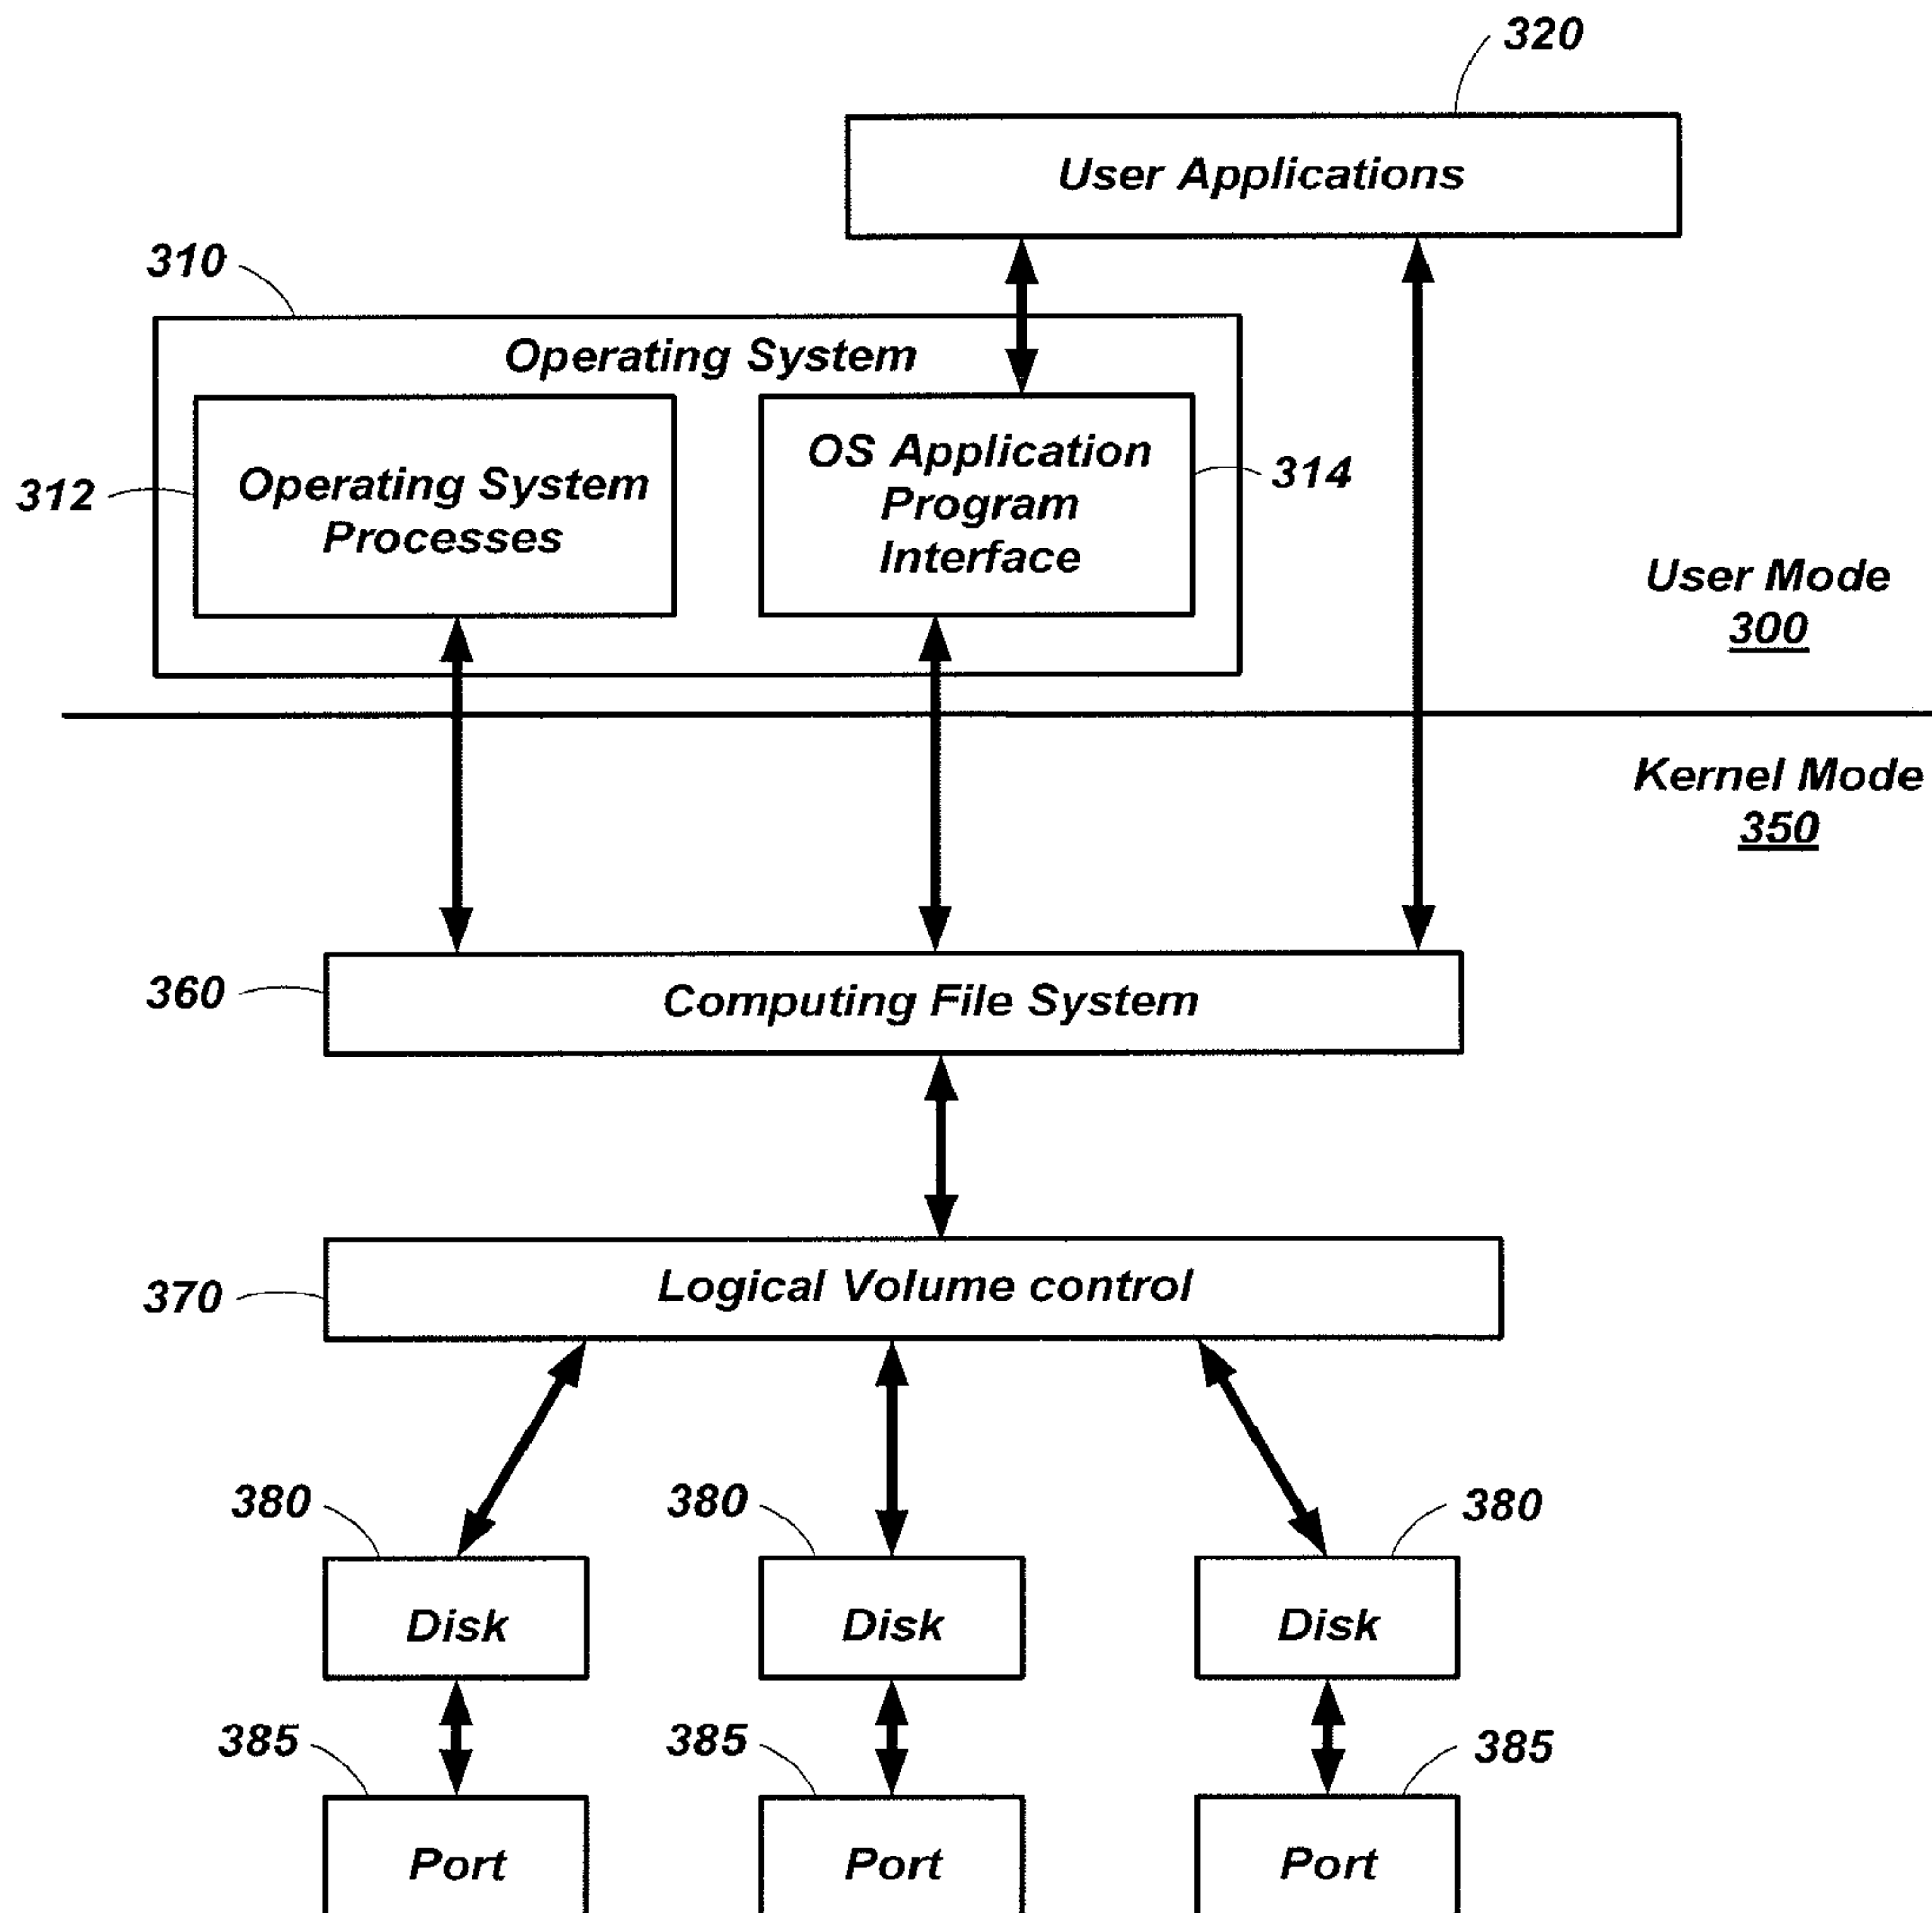 320
User Applications
310
Operating System
312
Operating System
Processes
OS Application
Program
Interface
314
User Mode
300
Kernel Mode
350
360
Computing File System
370
Logical Volume control
380
380
380
Disk
Disk
Disk
385
385
385
Port
Port
Port